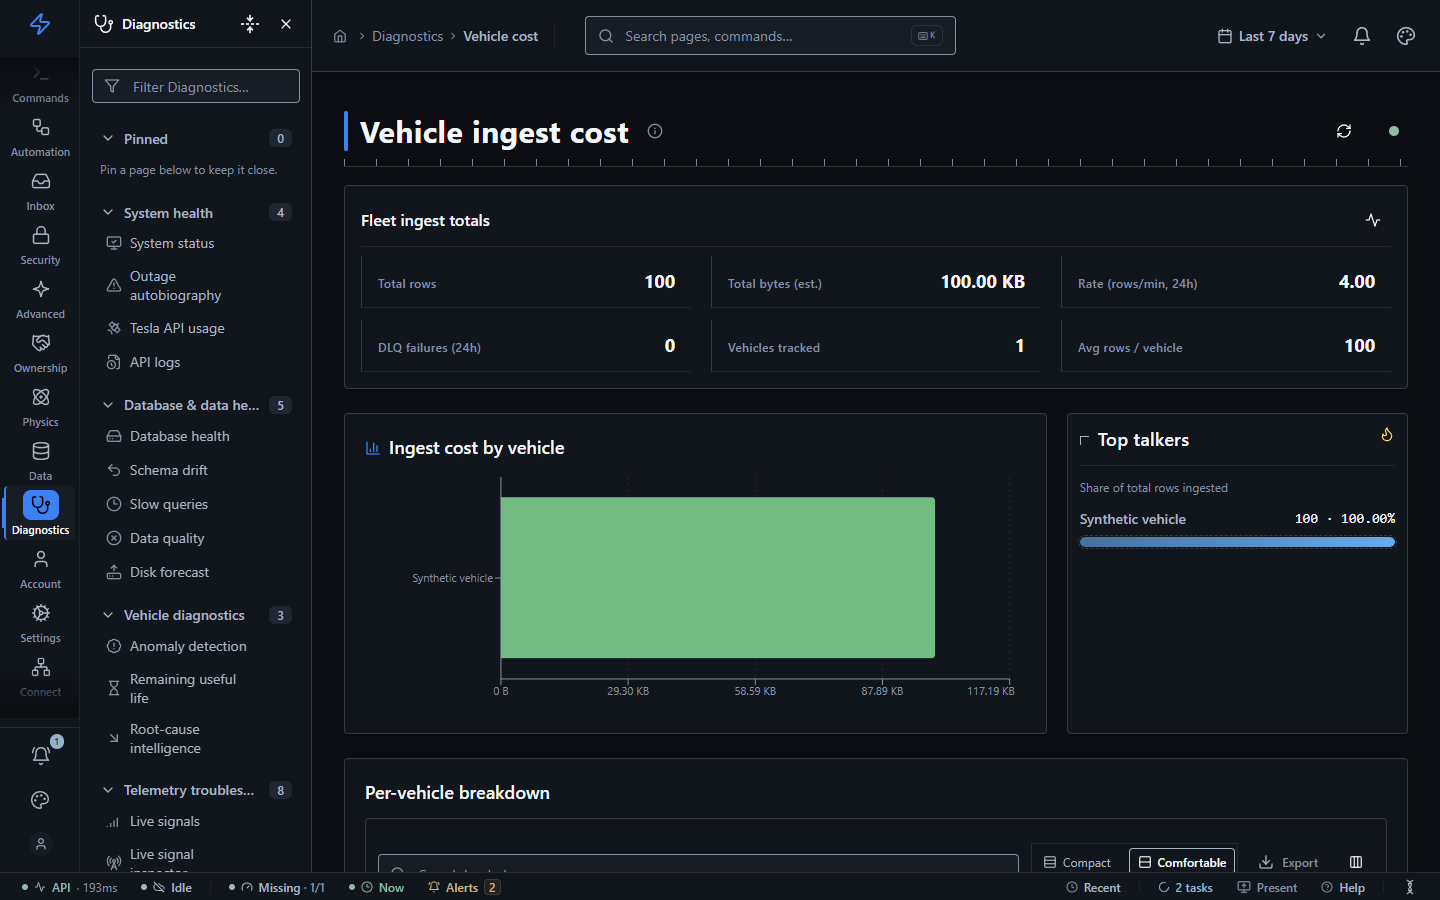 Diagnostics
Diagnostics
Vehicle cost
Search pages, commands...
K
Last 7 days
Commands
Automation
Inbox
Security
Advanced
Ownership
Physics
Data
Diagnostics
Account
Settings
Connect
1
Filter Diagnostics...
Pinned
0
Pin a page below to keep it close.
System health
4
System status
Outage
autobiography
Tesla API usage
API logs
Database & data he...
5
Database health
Schema drift
Slow queries
Data quality
Disk forecast
Vehicle diagnostics
3
Anomaly detection
Remaining useful
life
Root-cause
intelligence
Telemetry troubles...
8
Live signals
Live signal
Vehicle ingest cost
Fleet ingest totals
Total rows
100
Total bytes (est.)
100.00 KB
Rate (rows/min, 24h)
4.00
DLQ failures (24h)
0
Vehicles tracked
1
Avg rows / vehicle
100
Ingest cost by vehicle
Synthetic vehicle
0 B
29.30 KB
58.59 KB
87.89 KB
117.19 KB
Top talkers
Share of total rows ingested
Synthetic vehicle
100 · 100.00%
Per-vehicle breakdown
Compact
Comfortable
Export
API · 193ms
Idle
Missing · 1/1
Now
Alerts 2
Recent
2 tasks
Present
Help